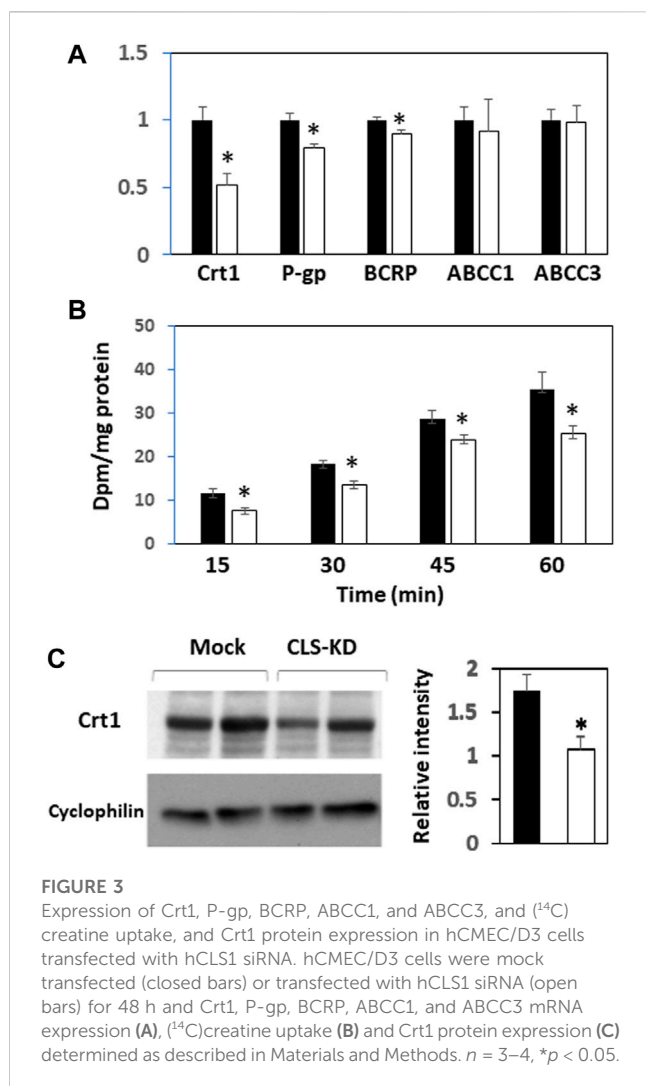 A
1.5
1
0.5
0
* * *
Crt1 P-gp BCRP ABCC1 ABCC3
B
Dpm/mg protein
50
40
30
20
10
0
* * * *
15 30 45 60
Time (min)
C
Mock CLS-KD
Crt1
Cyclophilin
Relative intensity
2
1.5
1
0.5
0
*
FIGURE 3
Expression of Crt1, P-gp, BCRP, ABCC1, and ABCC3, and (¹⁴C)
creatine uptake, and Crt1 protein expression in hCMEC/D3 cells
transfected with hCLS1 siRNA. hCMEC/D3 cells were mock
transfected (closed bars) or transfected with hCLS1 siRNA (open
bars) for 48 h and Crt1, P-gp, BCRP, ABCC1, and ABCC3 mRNA
expression (A), (¹⁴C)creatine uptake (B) and Crt1 protein expression (C)
determined as described in Materials and Methods. n = 3–4, *p < 0.05.